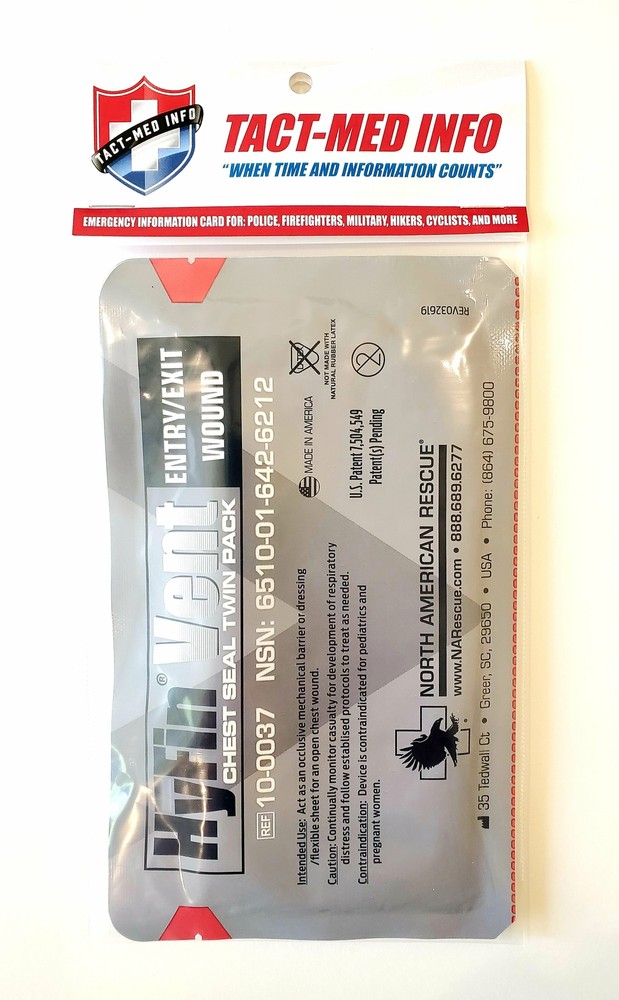 TACT-MED INFO
TACT-MED INFO
“WHEN TIME AND INFORMATION COUNTS”
EMERGENCY INFORMATION CARD FOR: POLICE, FIREFIGHTERS, MILITARY, HIKERS, CYCLISTS, AND MORE
HyFin® Vent
CHEST SEAL TWIN PACK
ENTRY/EXIT
WOUND
REF 10-0037 NSN: 6510-01-642-6212
Intended Use: Act as an occlusive mechanical barrier or dressing
/flexible sheet for an open chest wound.
Caution: Continually monitor casualty for development of respiratory
distress and follow establised protocols to treat as needed.
Contraindication: Device is contraindicated for pediatrics and
pregnant women.
MADE IN AMERICA
LATEX
NOT MADE WITH
NATURAL RUBBER LATEX
2
U.S. Patent 7,504,549
Patent(s) Pending
NORTH AMERICAN RESCUE®
www.NARescue.com • 888.689.6277
35 Tedwall Ct • Greer, SC, 29650 • USA • Phone: (864) 675-9800
REV032619